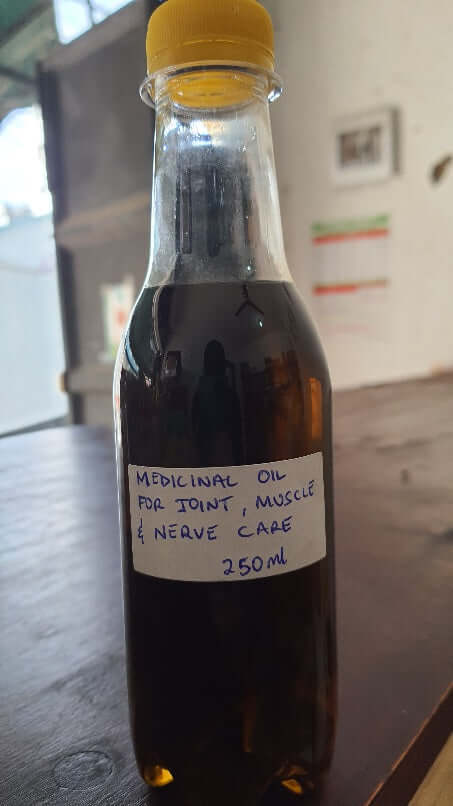 MEDICINAL OIL
FOR JOINT, MUSCLE
& NERVE CARE
250ml